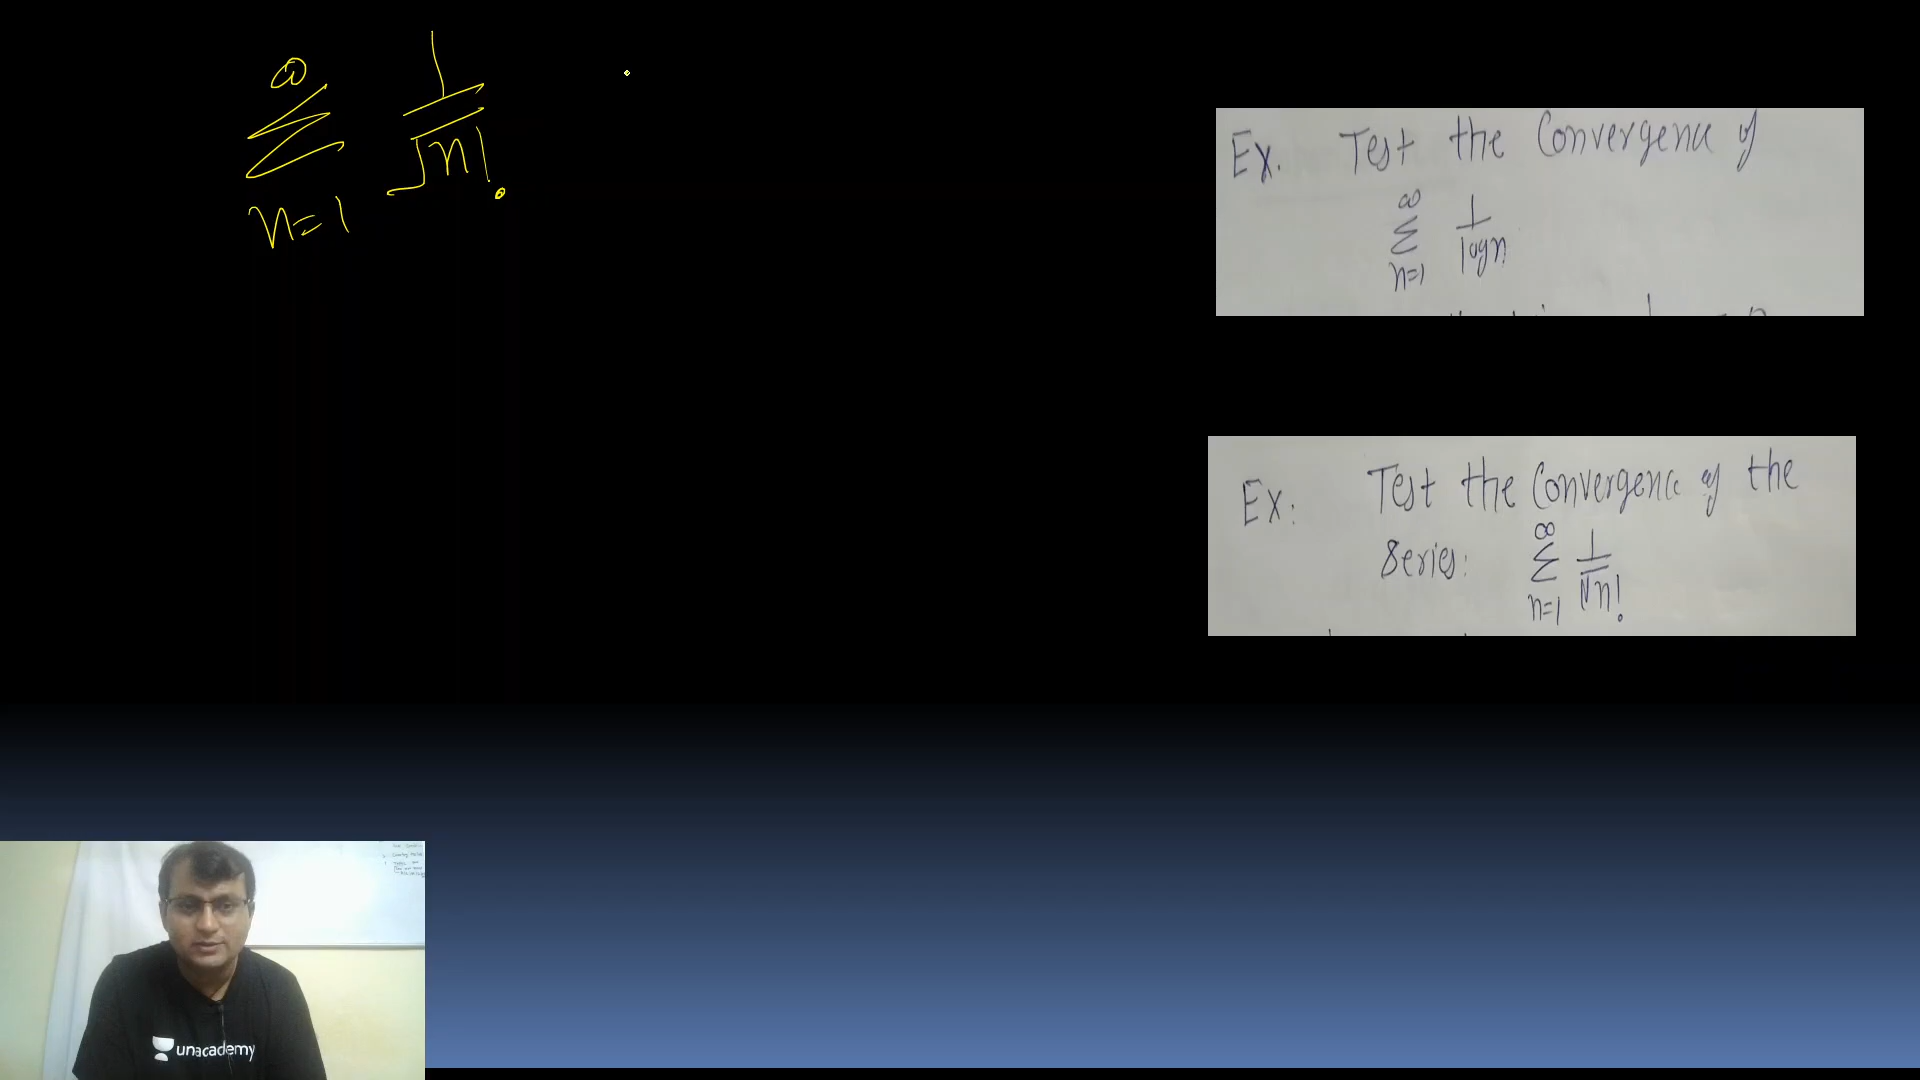 ∞
∑ 1/√n!
n=1
Ex. Test the Convergence of
∞
∑ 1/logn
n=1
Ex: Test the Convergence of the
Series: ∞
∑ 1/√n!
n=1
unacademy